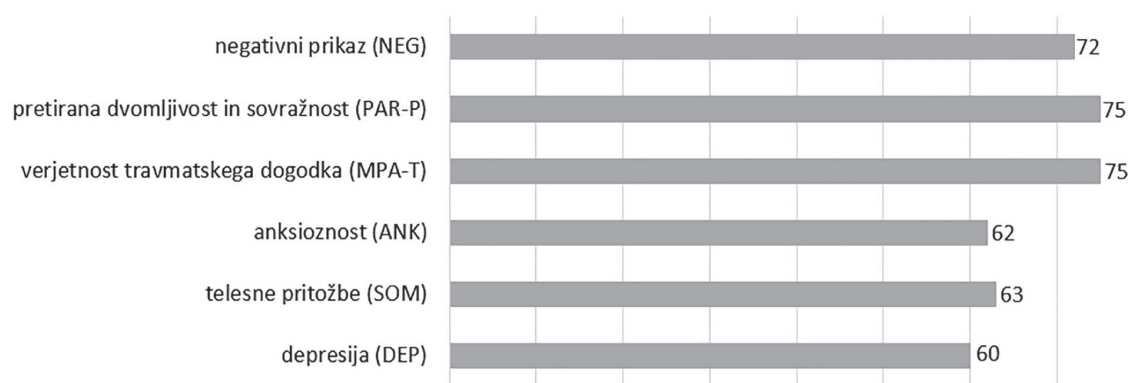 negativni prikaz (NEG) 72
pretirana dvomljivost in sovražnost (PAR-P) 75
verjetnost travmatskega dogodka (MPA-T) 75
anksioznost (ANK) 62
telesne pritožbe (SOM) 63
depresija (DEP) 60